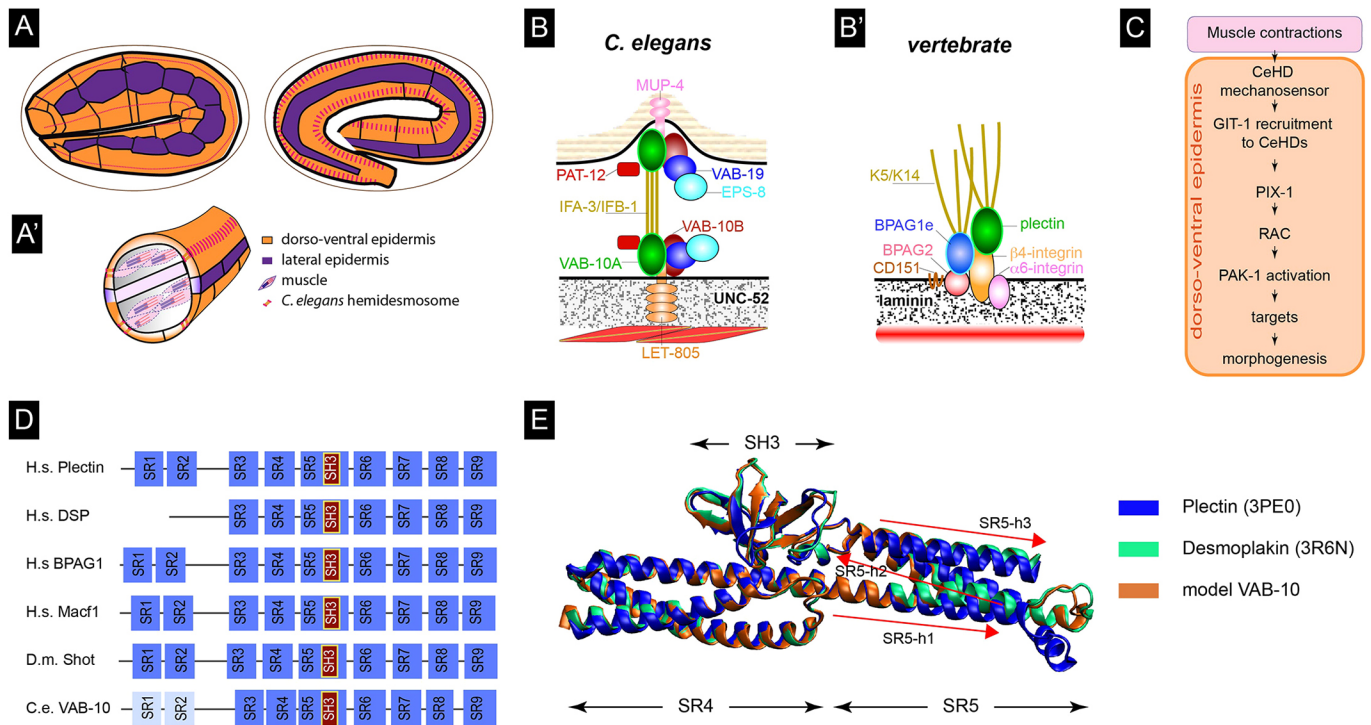 A
A'
dorso-ventral epidermis
lateral epidermis
muscle
C. elegans hemidesmosome
B
C. elegans
MUP-4
PAT-12
VAB-19
EPS-8
IFA-3/IFB-1
VAB-10B
VAB-10A
UNC-52
LET-805
B'
vertebrate
K5/K14
BPAG1e
plectin
BPAG2
β4-integrin
CD151
α6-integrin
laminin
C
Muscle contractions
dorso-ventral epidermis
CeHD
mechanosensor
GIT-1 recruitment
to CeHDs
PIX-1
RAC
PAK-1 activation
targets
morphogenesis
D
H.s. Plectin SR1 SR2 SR3 SR4 SR5 SH3 SR6 SR7 SR8 SR9
H.s. DSP SR3 SR4 SR5 SH3 SR6 SR7 SR8 SR9
H.s BPAG1 SR1 SR2 SR3 SR4 SR5 SH3 SR6 SR7 SR8 SR9
H.s. Macf1 SR1 SR2 SR3 SR4 SR5 SH3 SR6 SR7 SR8 SR9
D.m. Shot SR1 SR2 SR3 SR4 SR5 SH3 SR6 SR7 SR8 SR9
C.e. VAB-10 SR1 SR2 SR3 SR4 SR5 SH3 SR6 SR7 SR8 SR9
E
SH3
SR5-h3
SR5-h2
SR5-h1
SR4
SR5
Plectin (3PE0)
Desmoplakin (3R6N)
model VAB-10